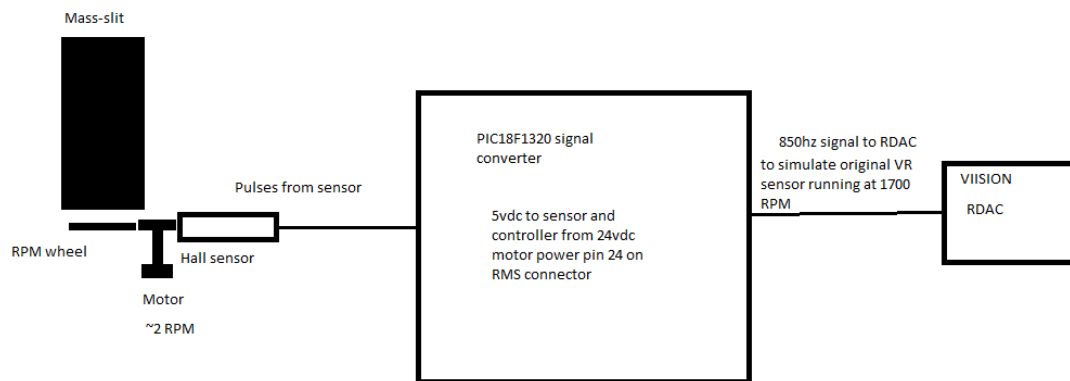 Mass-slit
RPM wheel
Motor
~2 RPM
Hall sensor
Pulses from sensor
PIC18F1320 signal
converter
5vdc to sensor and
controller from 24vdc
motor power pin 24 on
RMS connector
850hz signal to RDAC
to simulate original VR
sensor running at 1700
RPM
VIISION
RDAC